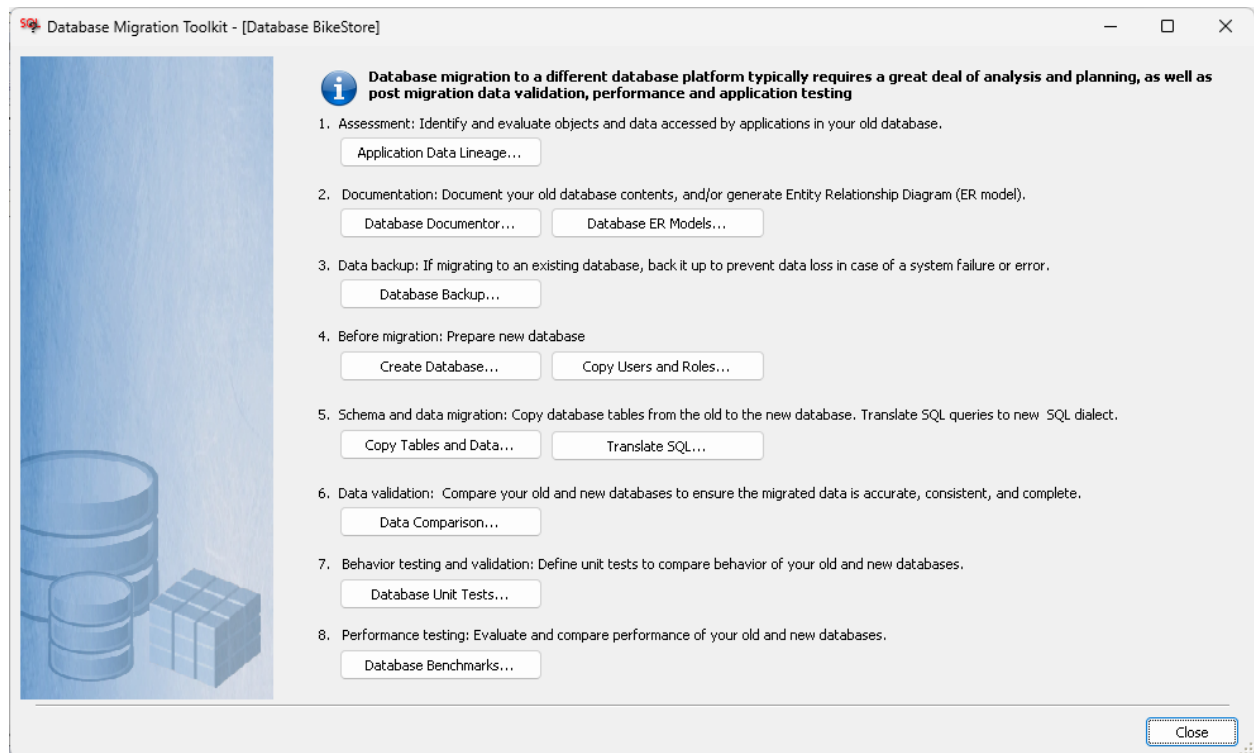 SQL
Database Migration Toolkit - [Database BikeStore]
Database migration to a different database platform typically requires a great deal of analysis and planning, as well as
post migration data validation, performance and application testing
1. Assessment: Identify and evaluate objects and data accessed by applications in your old database.
Application Data Lineage...
2. Documentation: Document your old database contents, and/or generate Entity Relationship Diagram (ER model).
Database Documentor... Database ER Models...
3. Data backup: If migrating to an existing database, back it up to prevent data loss in case of a system failure or error.
Database Backup...
4. Before migration: Prepare new database
Create Database... Copy Users and Roles...
5. Schema and data migration: Copy database tables from the old to the new database. Translate SQL queries to new SQL dialect.
Copy Tables and Data... Translate SQL...
6. Data validation: Compare your old and new databases to ensure the migrated data is accurate, consistent, and complete.
Data Comparison...
7. Behavior testing and validation: Define unit tests to compare behavior of your old and new databases.
Database Unit Tests...
8. Performance testing: Evaluate and compare performance of your old and new databases.
Database Benchmarks...
Close